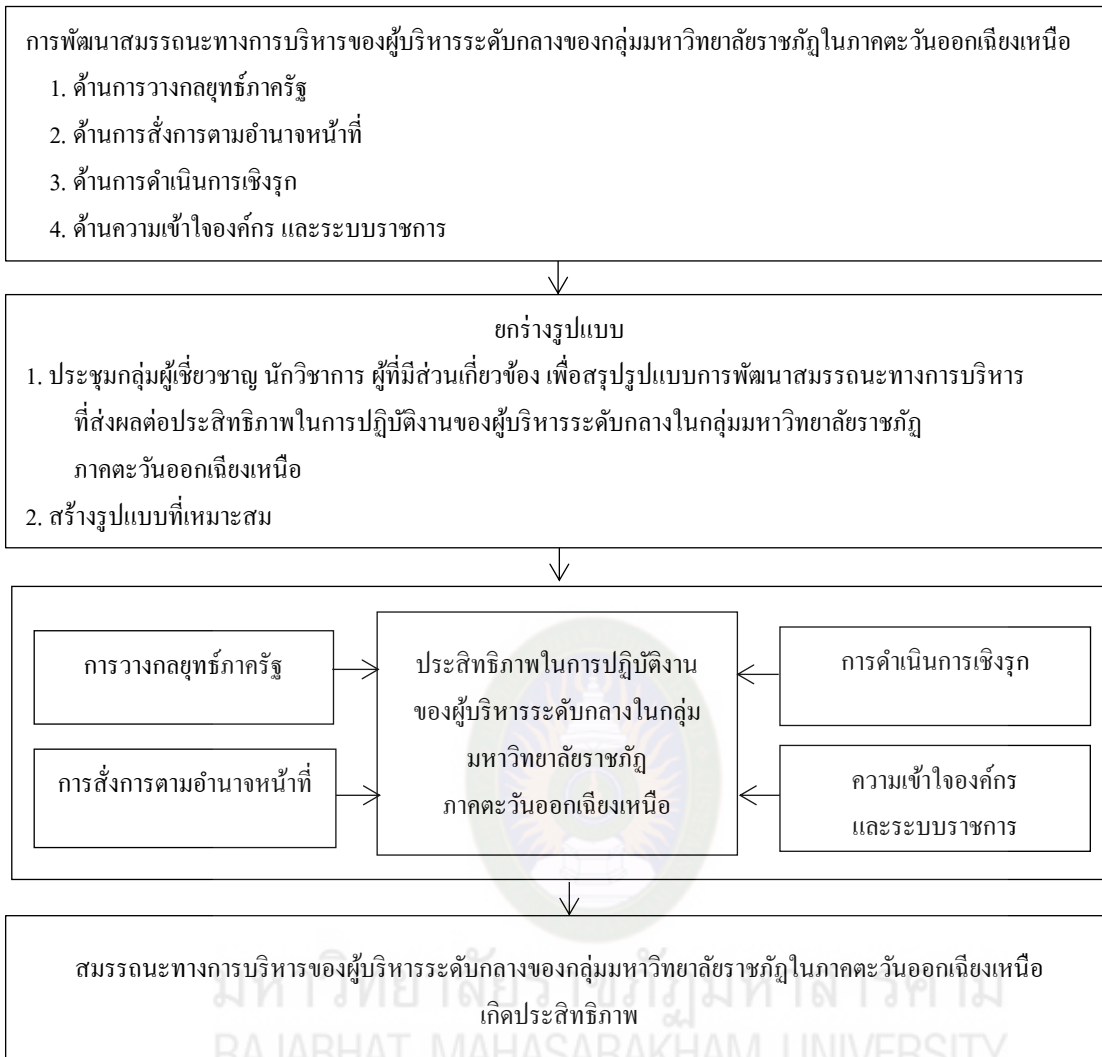 การพัฒนาสมรรถนะทางการบริหารของผู้บริหารระดับกลางของกลุ่มมหาวิทยาลัยราชภัฏในภาคตะวันออกเฉียงเหนือ
1. ด้านการวางกลยุทธ์ภาครัฐ
2. ด้านการสั่งการตามอำนาจหน้าที่
3. ด้านการดำเนินการเชิงรุก
4. ด้านความเข้าใจองค์กร และระบบราชการ
ยกร่างรูปแบบ
1. ประชุมกลุ่มผู้เชี่ยวชาญ นักวิชาการ ผู้ที่มีส่วนเกี่ยวข้อง เพื่อสรุปรูปแบบการพัฒนาสมรรถนะทางการบริหาร
ที่ส่งผลต่อประสิทธิภาพในการปฏิบัติงานของผู้บริหารระดับกลางในกลุ่มมหาวิทยาลัยราชภัฏ
ภาคตะวันออกเฉียงเหนือ
2. สร้างรูปแบบที่เหมาะสม
การวางกลยุทธ์ภาครัฐ
การสั่งการตามอำนาจหน้าที่
ประสิทธิภาพในการปฏิบัติงาน
ของผู้บริหารระดับกลางในกลุ่ม
มหาวิทยาลัยราชภัฏ
ภาคตะวันออกเฉียงเหนือ
การดำเนินการเชิงรุก
ความเข้าใจองค์กร
และระบบราชการ
สมรรถนะทางการบริหารของผู้บริหารระดับกลางของกลุ่มมหาวิทยาลัยราชภัฏในภาคตะวันออกเฉียงเหนือ
เกิดประสิทธิภาพ
มหาวิทยาลัยราชภัฏมหาสารคาม
RAJABHAT MAHASARAKHAM UNIVERSITY